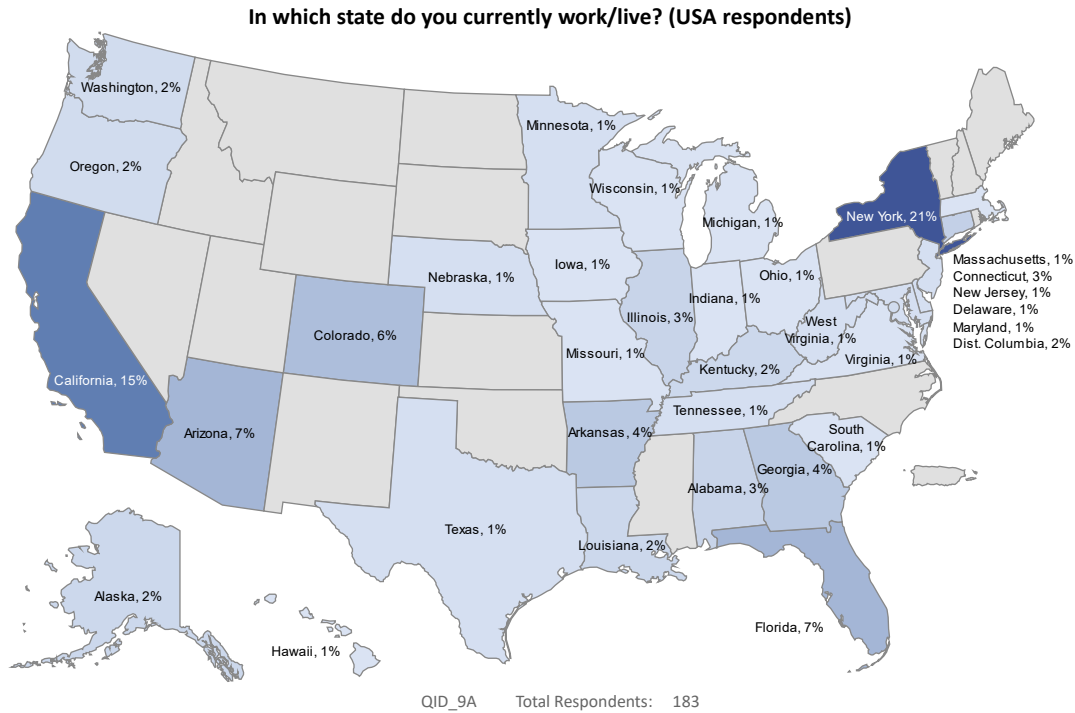 In which state do you currently work/live? (USA respondents)
Washington, 2%
Oregon, 2%
California, 15%
Arizona, 7%
Colorado, 6%
Nebraska, 1%
Minnesota, 1%
Iowa, 1%
Missouri, 1%
Arkansas, 4%
Louisiana, 2%
Texas, 1%
Wisconsin, 1%
Illinois, 3%
Michigan, 1%
Indiana, 1%
Ohio, 1%
Kentucky, 2%
Tennessee, 1%
West
Virginia, 1%
Virginia, 1%
South
Carolina, 1%
Georgia, 4%
Alabama, 3%
Florida, 7%
New York, 21%
Massachusetts, 1%
Connecticut, 3%
New Jersey, 1%
Delaware, 1%
Maryland, 1%
Dist. Columbia, 2%
Alaska, 2%
Hawaii, 1%
QID_9A Total Respondents: 183